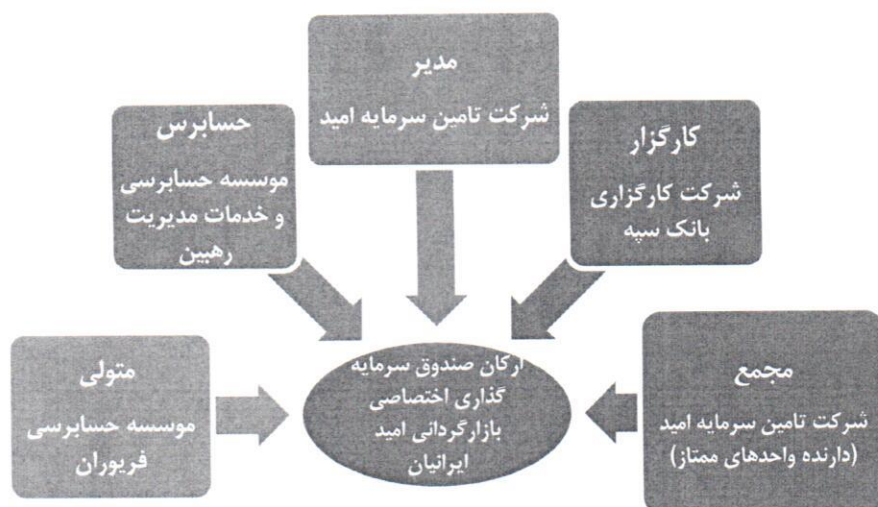 مدیر
شرکت تامین سرمایه امید
کارگزار
شرکت کارگزاری
بانک سپه
حسابرس
موسسه حسابرسی
و خدمات مدیریت
رهبین
مجمع
شرکت تامین سرمایه امید
(دارنده واحدهای ممتاز)
ارکان صندوق سرمایه
گذاری اختصاصی
بازارگردانی امید
ایرانیان
متولی
موسسه حسابرسی
فریوران